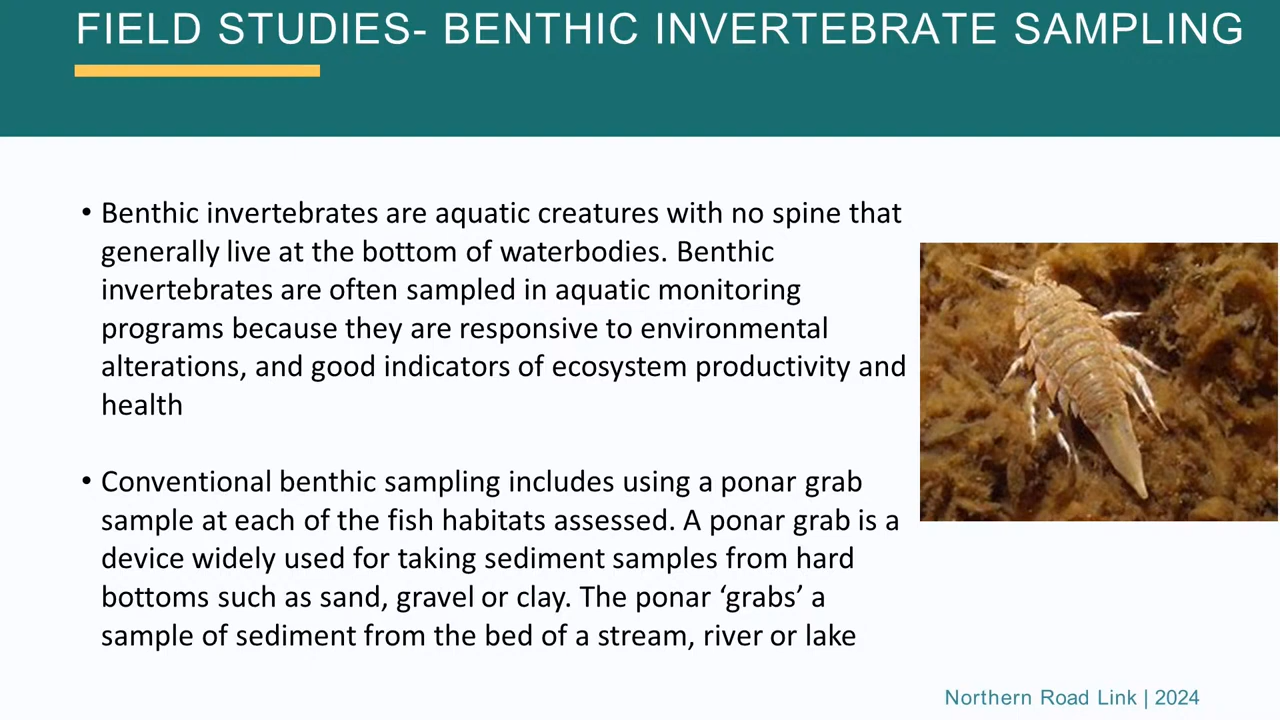 FIELD STUDIES- BENTHIC INVERTEBRATE SAMPLING
• Benthic invertebrates are aquatic creatures with no spine that
generally live at the bottom of waterbodies. Benthic
invertebrates are often sampled in aquatic monitoring
programs because they are responsive to environmental
alterations, and good indicators of ecosystem productivity and
health
• Conventional benthic sampling includes using a ponar grab
sample at each of the fish habitats assessed. A ponar grab is a
device widely used for taking sediment samples from hard
bottoms such as sand, gravel or clay. The ponar ‘grabs’ a
sample of sediment from the bed of a stream, river or lake
Northern Road Link | 2024